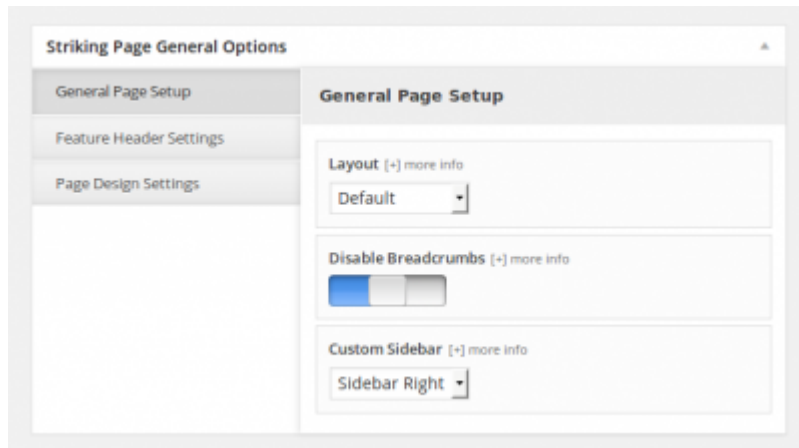 Striking Page General Options
General Page Setup
Feature Header Settings
Page Design Settings
General Page Setup
Layout [+] more info
Default
Disable Breadcrumbs [+] more info
Custom Sidebar [+] more info
Sidebar Right